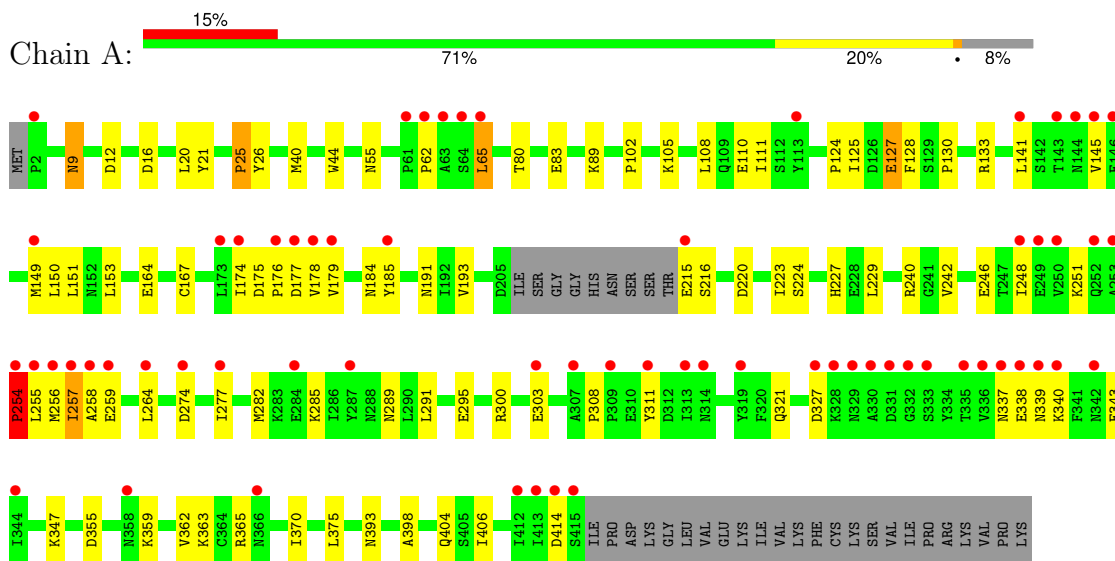 15%
Chain A:
71% 20% • 8%
MET P2 N9 D12 D16 L20 Y21 P25 Y26 M40 W44 N55 P61 P62 A63 S64 L65 T80 E83 K89 P102 K105 L108 Q109 E110 I111 S112 Y113 P124 I125 D126 E127 F128 S129 P130 R133 L141 S142 T143 N144 V145 E146
M149 L150 L151 N152 L153 E164 C167 L173 I174 D175 P176 D177 V178 V179 N184 Y185 N191 I192 V193 D205 ILE SER GLY GLY HIS ASN SER SER THR E215 S216 D220 I223 S224 H227 E228 L229 R240 G241 V242 E246 T247 I248 E249 V250 K251 Q252 A253
P254 L255 M256 I257 A258 E259 L264 D274 I277 M282 K283 E284 K285 I286 Y287 N288 N289 L290 L291 E295 R300 E303 A307 P308 P309 E310 Y311 D312 I313 N314 Y319 F320 Q321 D327 K328 N329 A330 D331 G332 S333 Y334 T335 V336 N337 E338 N339 K340 F341 N342 E343
I344 K347 D355 N358 K359 V362 K363 C364 R365 N366 I370 L375 N393 A398 Q404 S405 I406 I412 I413 D414 S415 ILE PRO ASP LYS GLY LEU VAL GLU LYS ILE VAL LYS PHE CYS LYS SER VAL ILE PRO ARG LYS VAL PRO LYS